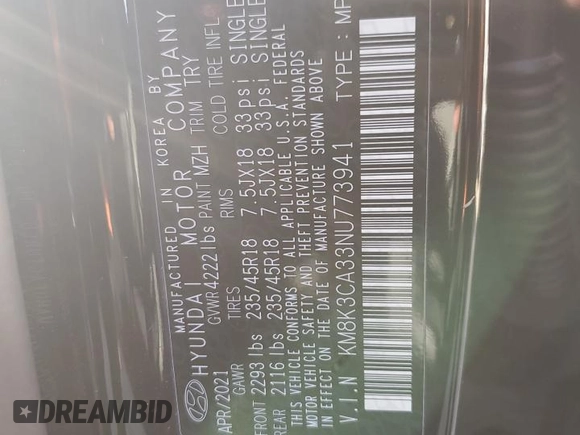 MANUFACTURED IN KOREA BY
HYUNDAI MOTOR COMPANY
APR/2021 GVWR 4222 lbs PAINT MZH TRIM TRY
GAWR TIRES RMS COLD TIRE INFL
FRONT 2293 lbs 235/45R18 7.5JX18 33psi SINGLE
REAR 2116 lbs 235/45R18 7.5JX18 33psi SINGLE
THIS VEHICLE CONFORMS TO ALL APPLICABLE U.S.A. FEDERAL
MOTOR VEHICLE SAFETY AND THEFT PREVENTION STANDARDS
IN EFFECT ON THE DATE OF MANUFACTURE SHOWN ABOVE
V.I.N KM8K3CA33NU773941 TYPE : MP
DREAMBID